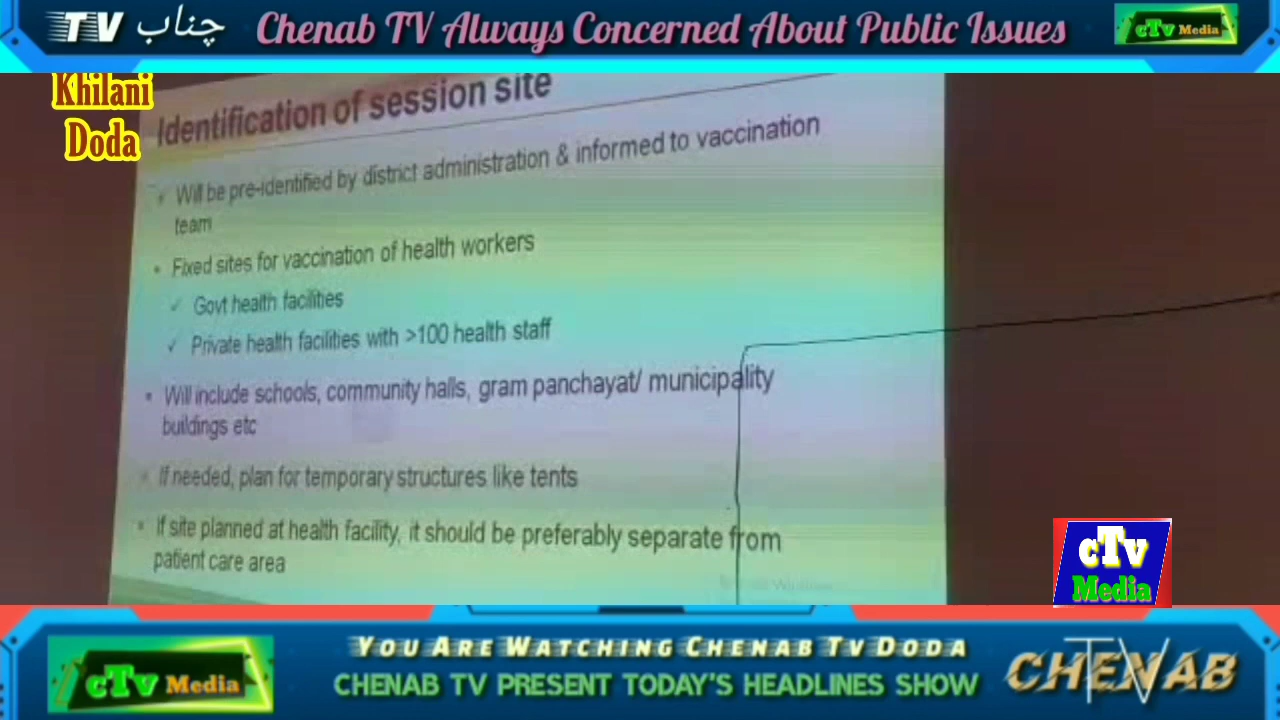 TV چناب
Chenab TV Always Concerned About Public Issues
cTv Media
Khilani
Doda
Identification of session site
✓ Will be pre-identified by district administration & informed to vaccination
team
• Fixed sites for vaccination of health workers
✓ Govt health facilities
✓ Private health facilities with >100 health staff
• Will include schools, community halls, gram panchayat/ municipality
buildings etc
• If needed, plan for temporary structures like tents
• If site planned at health facility, it should be preferably separate from
patient care area
cTv
Media
cTv Media
You Are Watching Chenab Tv Doda
CHENAB TV PRESENT TODAY'S HEADLINES SHOW
CHENAB TV